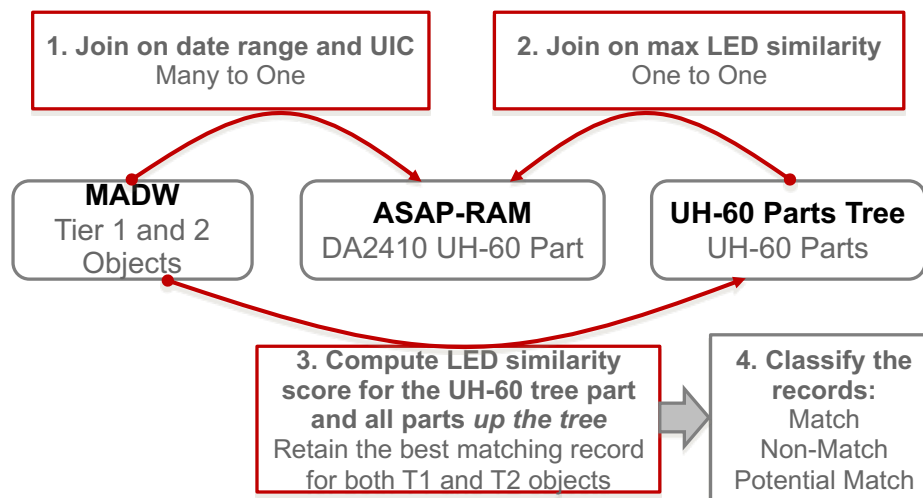 1. Join on date range and UIC
Many to One
2. Join on max LED similarity
One to One
MADW
Tier 1 and 2
Objects
ASAP-RAM
DA2410 UH-60 Part
UH-60 Parts Tree
UH-60 Parts
3. Compute LED similarity
score for the UH-60 tree part
and all parts up the tree
Retain the best matching record
for both T1 and T2 objects
4. Classify the
records:
Match
Non-Match
Potential Match